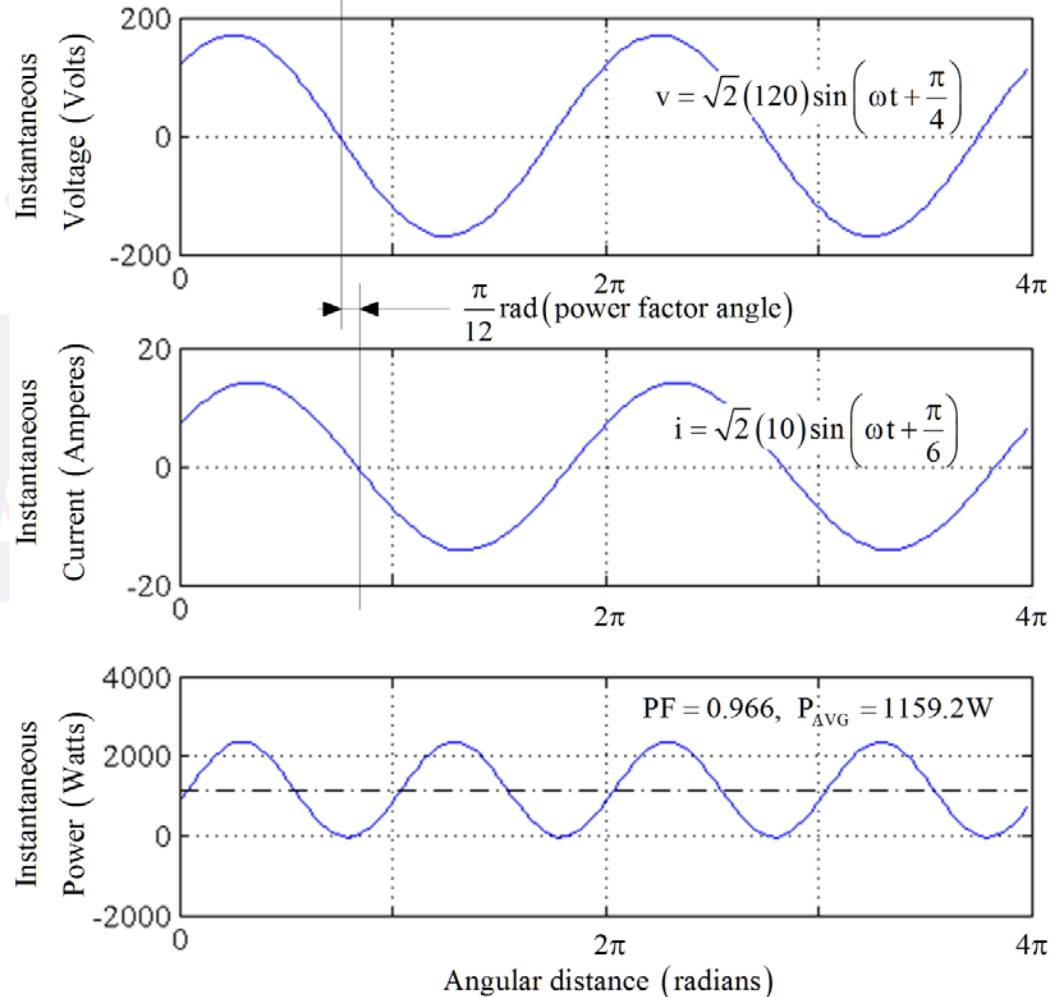 Instantaneous
Voltage (Volts)
200
0
-200
v = √2(120)sin(ωt + π/4)
0
2π
4π
π/12 rad(power factor angle)
Instantaneous
Current (Amperes)
20
0
-20
i = √2(10)sin(ωt + π/6)
0
2π
4π
Instantaneous
Power (Watts)
4000
2000
0
-2000
PF = 0.966, P_AVG = 1159.2W
0
2π
4π
Angular distance (radians)